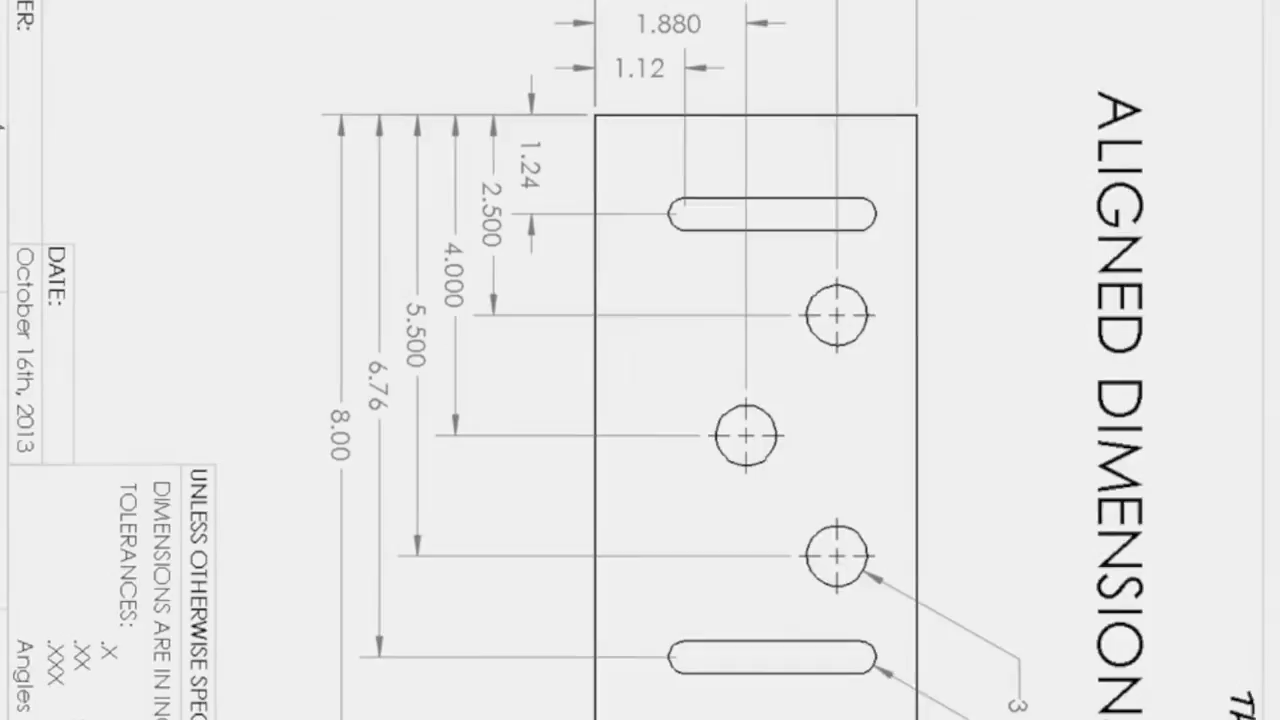 ER:
1.880
1.12
1.24
2.500
4.000
5.500
6.76
8.00
ALIGNED DIMENSION
DATE:
October 16th, 2013
UNLESS OTHERWISE SPEC
DIMENSIONS ARE IN INC
TOLERANCES:
.X
.XX
.XXX
Angles
3